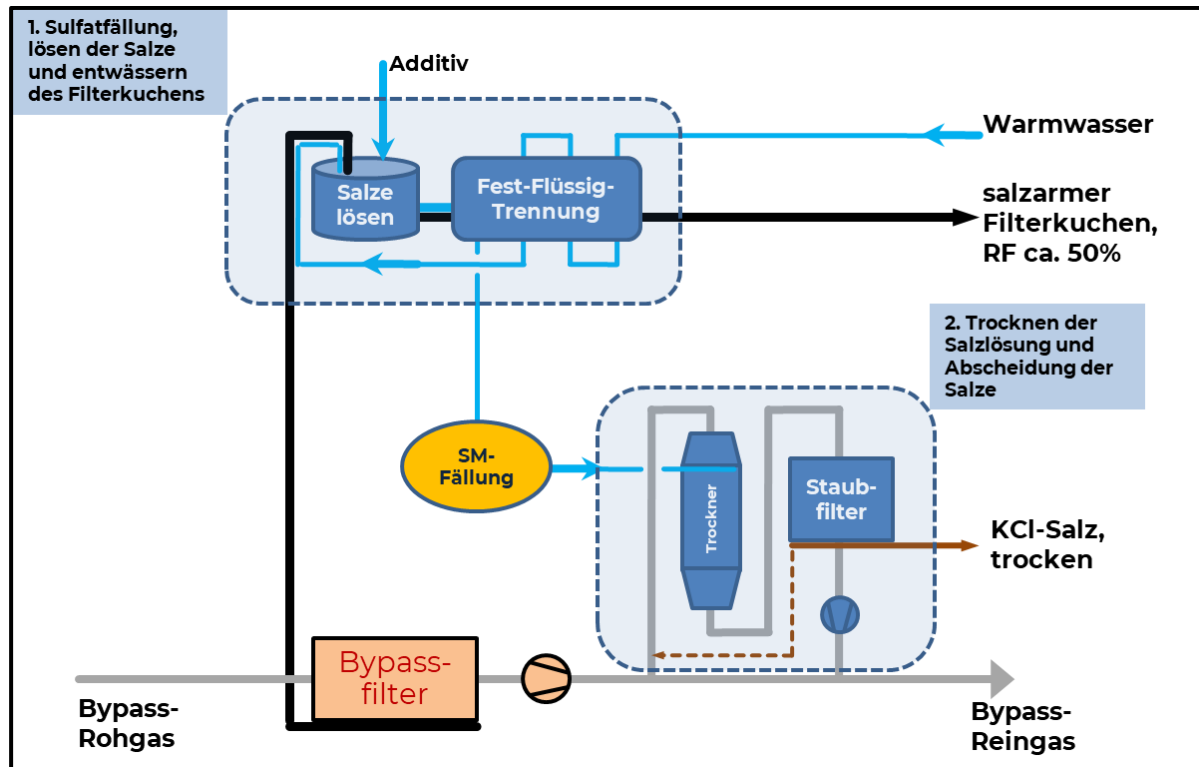 1. Sulfatfällung,
lösen der Salze
und entwässern
des Filterkuchens
Additiv
Warmwasser
Salze
lösen
Fest-Flüssig-
Trennung
salzarmer
Filterkuchen,
RF ca. 50%
2. Trocknen der
Salzlösung und
Abscheidung der
Salze
SM-
Fällung
Trockner
Staub-
filter
KCl-Salz,
trocken
Bypass-
filter
Bypass-
Rohgas
Bypass-
Reingas